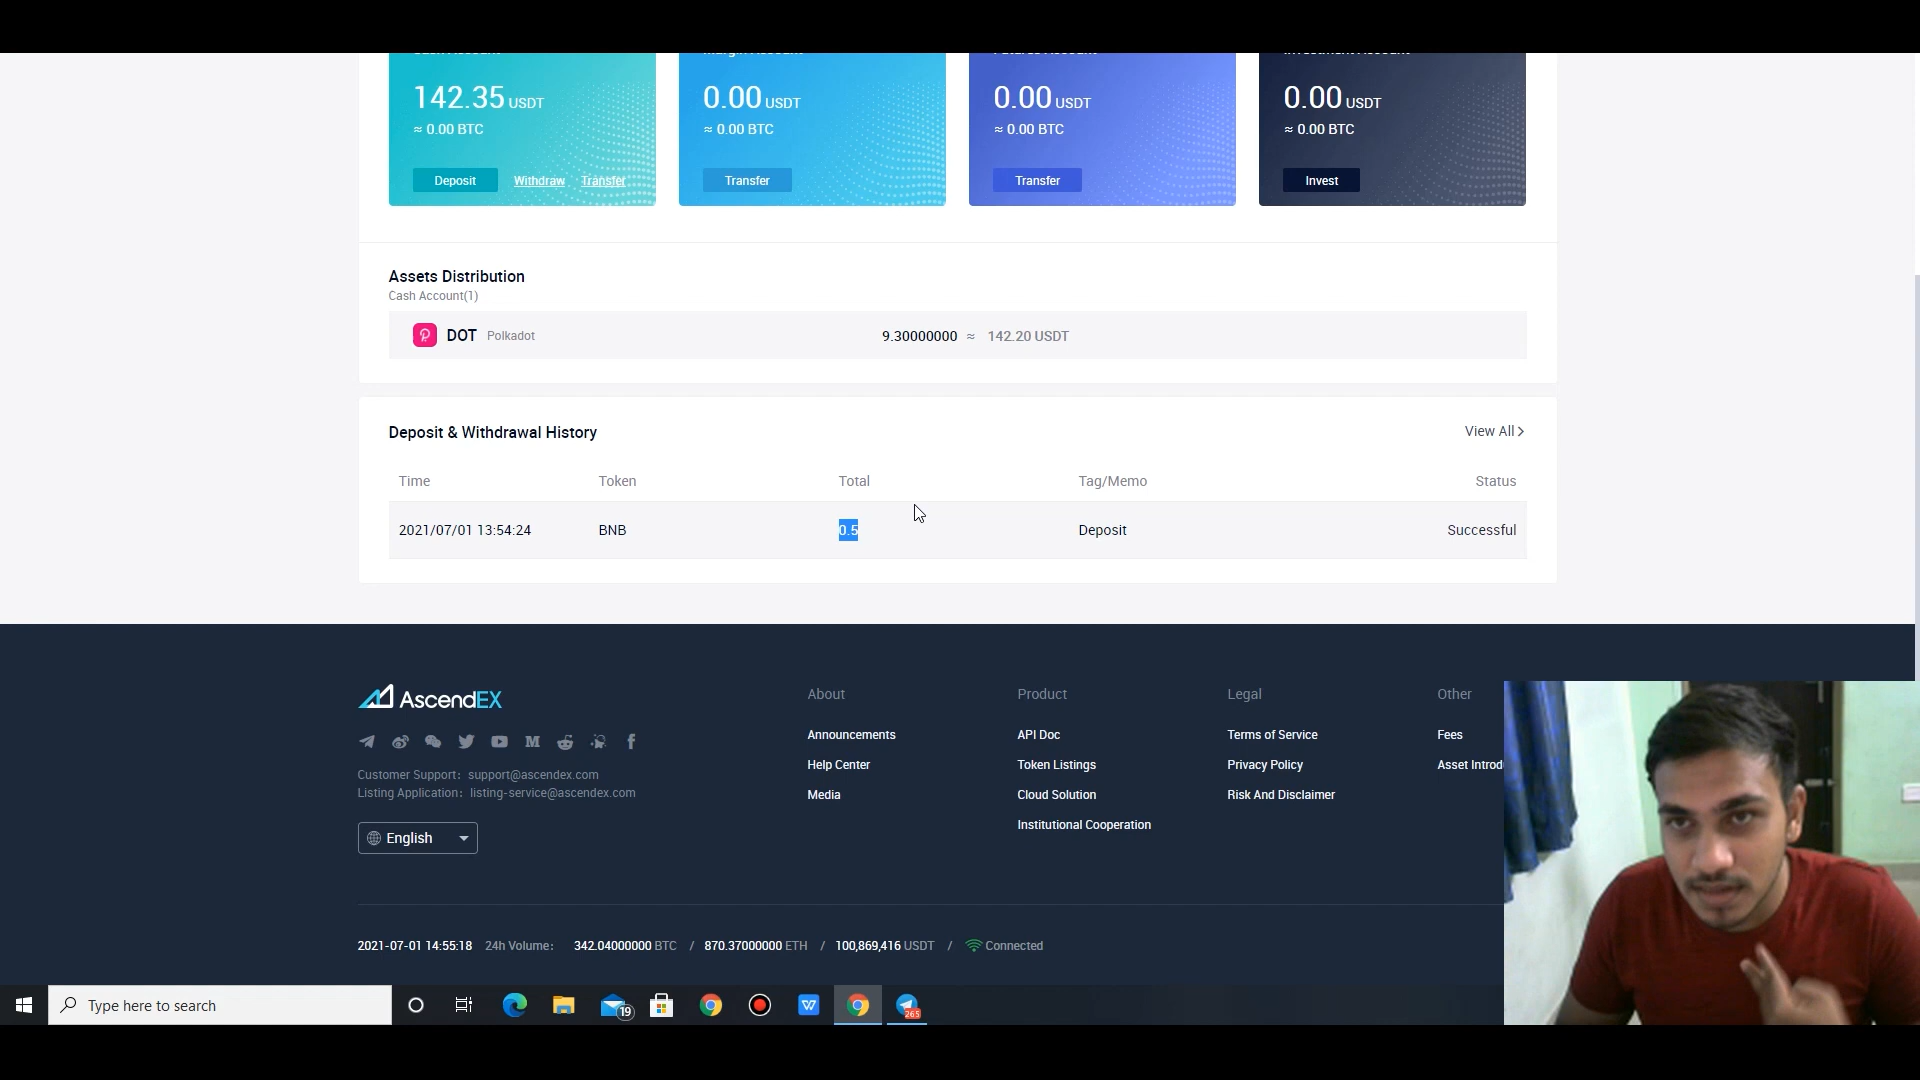 142.35 USDT
≈ 0.00 BTC
Deposit Withdraw Transfer
0.00 USDT
≈ 0.00 BTC
Transfer
0.00 USDT
≈ 0.00 BTC
Transfer
0.00 USDT
≈ 0.00 BTC
Invest
Assets Distribution
Cash Account(1)
DOT Polkadot 9.30000000 ≈ 142.20 USDT
Deposit & Withdrawal History View All >
Time Token Total Tag/Memo Status
2021/07/01 13:54:24 BNB 0.5 Deposit Successful
AscendEX
Customer Support: support@ascendex.com
Listing Application: listing-service@ascendex.com
English
About
Announcements
Help Center
Media
Product
API Doc
Token Listings
Cloud Solution
Institutional Cooperation
Legal
Terms of Service
Privacy Policy
Risk And Disclaimer
Other
Fees
Asset Introd
2021-07-01 14:55:18 24h Volume: 342.04000000 BTC / 870.37000000 ETH / 100,869,416 USDT / Connected
Type here to search
19
265